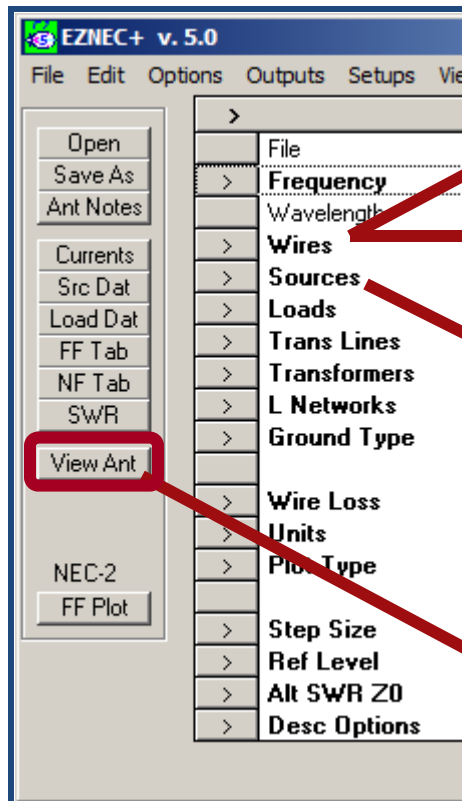 EZNEC+ v. 5.0
File Edit Options Outputs Setups Vie
>
Open
Save As
Ant Notes
Currents
Src Dat
Load Dat
FF Tab
NF Tab
SWR
View Ant
NEC-2
FF Plot
File
> Frequency
Wavelength
> Wires
> Sources
> Loads
> Trans Lines
> Transformers
> L Networks
> Ground Type
> Wire Loss
> Units
> Plot Type
> Step Size
> Ref Level
> Alt SWR Z0
> Desc Options